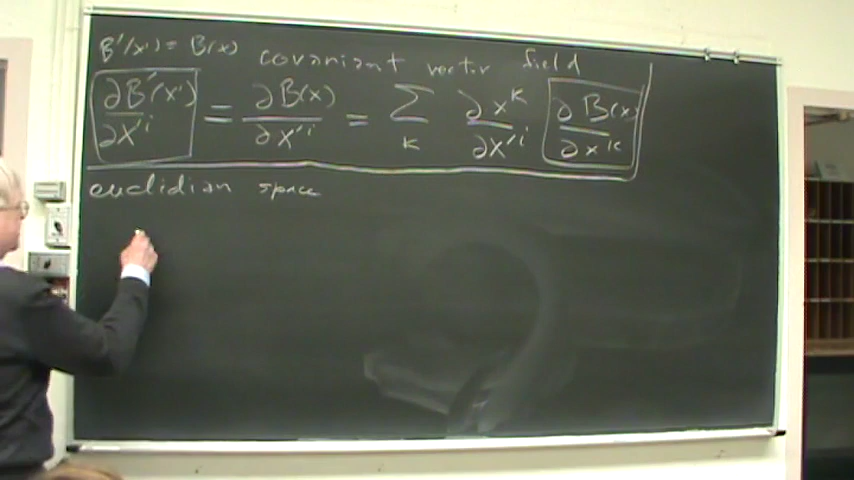 B'(x') = B(x) covariant vector field
∂B'(x')/∂x'^i = ∂B(x)/∂x'^i = Σ_K ∂x^K/∂x'^i ∂B(x)/∂x^K
euclidian space